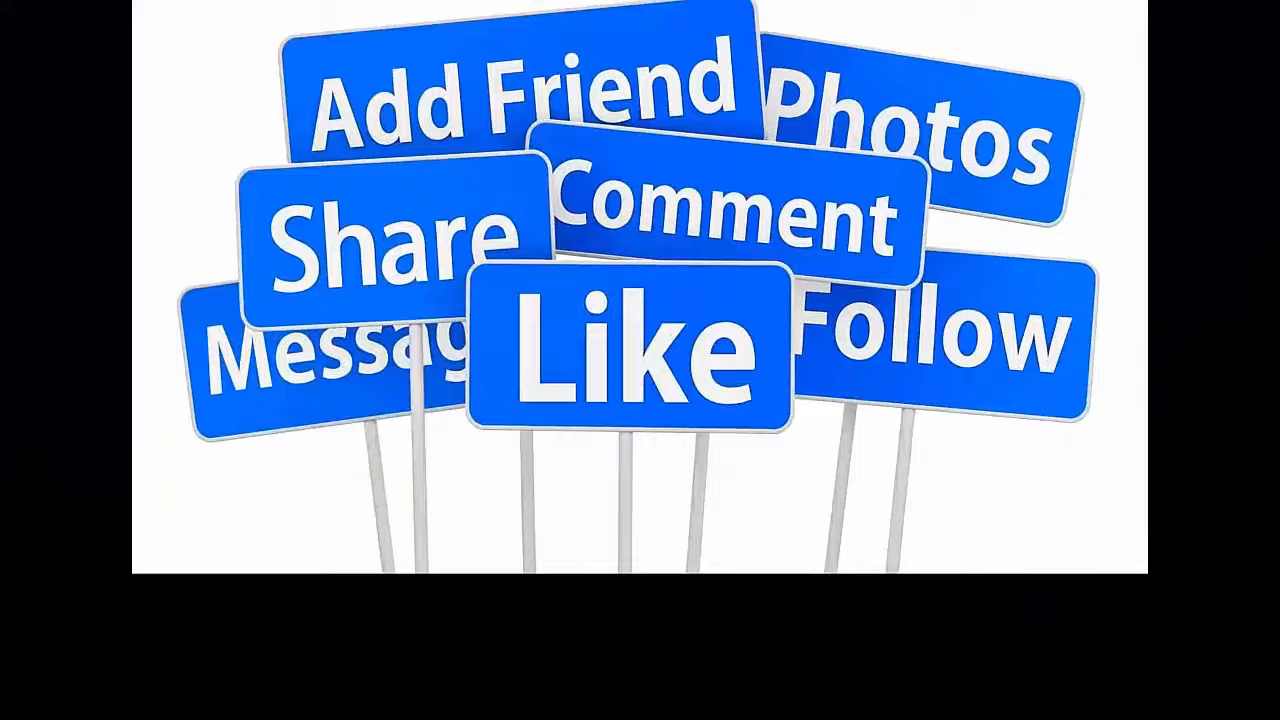 Add Friend
Photos
Comment
Share
Messag
Like
Follow